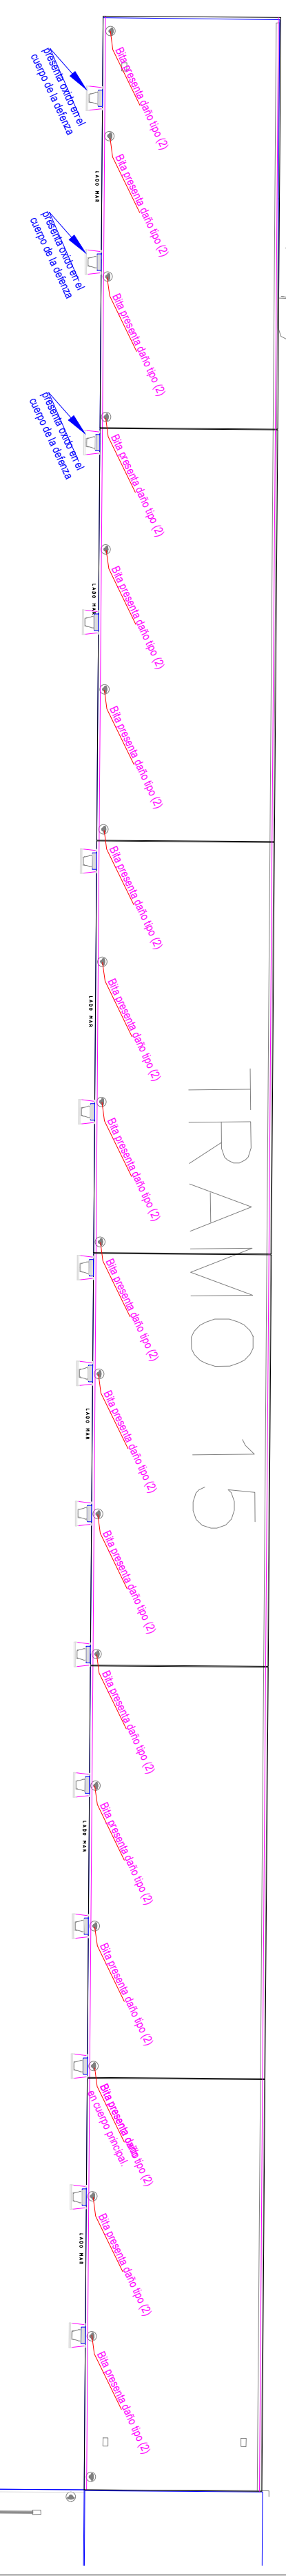 presenta oxido en el
cuerpo de la defenza
Bita presenta daño tipo (2)
LADO MAR
Bita presenta daño tipo (2)
presenta oxido en el
cuerpo de la defenza
Bita presenta daño tipo (2)
presenta oxido en el
cuerpo de la defenza
Bita presenta daño tipo (2)
LADO MAR
Bita presenta daño tipo (2)
Bita presenta daño tipo (2)
Bita presenta daño tipo (2)
LADO MAR
Bita presenta daño tipo (2)
Bita presenta daño tipo (2)
TRAMO 15
Bita presenta daño tipo (2)
LADO MAR
Bita presenta daño tipo (2)
Bita presenta daño tipo (2)
Bita presenta daño tipo (2)
LADO MAR
Bita presenta daño tipo (2)
Bita presenta daño tipo (2)
Bita presenta daño tipo (2)
en cuerpo principal.
LADO MAR
Bita presenta daño tipo (2)
Bita presenta daño tipo (2)